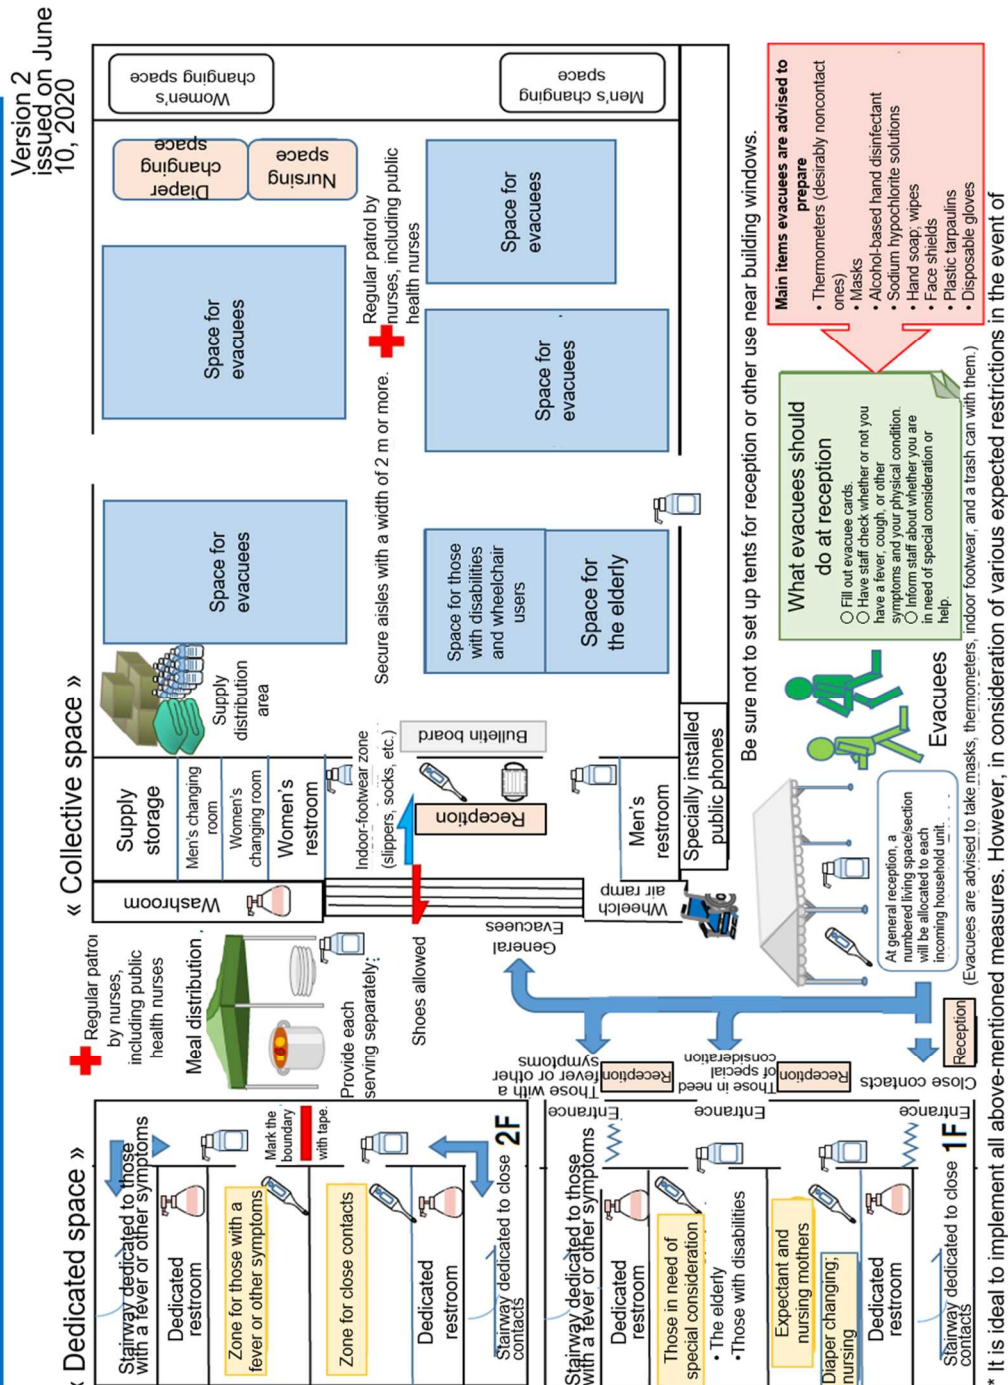 Version 2
issued on June
10, 2020
« Dedicated space »
Stairway dedicated to those
with a fever or other symptoms
Dedicated
restroom
Zone for those with a
fever or other symptoms
Mark the
boundary
with tape.
Zone for close contacts
Dedicated
restroom
Stairway dedicated to close
contacts
2F
Stairway dedicated to those
with a fever or other symptoms
Dedicated
restroom
Those in need of
special consideration
• The elderly
•Those with disabilities
Expectant and
nursing mothers
Diaper changing;
nursing
Dedicated
restroom
Stairway dedicated to close
contacts
1F
Entrance
Entrance
Entrance
Those with a
fever or other
symptoms
Reception
Those in need
of special
consideration
Reception
Close contacts
Reception
General
Evacuees
Regular patrol
by nurses,
including public
health nurses
Meal distribution
Provide each
serving separately:
Shoes allowed
« Collective space »
Washroom
Wheelch
air ramp
Supply
storage
Men's changing
room
Women's
changing room
Women's
restroom
Indoor-footwear zone
(slippers, socks, etc.)
Reception
Bulletin board
Men's
restroom
Specially installed
public phones
Supply
distribution
area
Space for
evacuees
Space for
evacuees
Diaper
changing
space
Nursing
space
Women's
changing space
Secure aisles with a width of 2 m or more.
Regular patrol by
nurses, including public
health nurses
Space for those
with disabilities
and wheelchair
users
Space for
the elderly
Space for
evacuees
Space for
evacuees
Men's changing
space
Be sure not to set up tents for reception or other use near building windows.
At general reception, a
numbered living space/section
will be allocated to each
incoming household unit.
Evacuees
What evacuees should
do at reception
○ Fill out evacuee cards.
○ Have staff check whether or not you
have a fever, cough, or other
symptoms and your physical condition.
○ Inform staff about whether you are
in need of special consideration or
help.
Main items evacuees are advised to
prepare
• Thermometers (desirably noncontact
ones)
• Masks
• Alcohol-based hand disinfectant
• Sodium hypochlorite solutions
• Hand soap; wipes
• Face shields
• Plastic tarpaulins
• Disposable gloves
(Evacuees are advised to take masks, thermometers, indoor footwear, and a trash can with them.)
* It is ideal to implement all above-mentioned measures. However, in consideration of various expected restrictions in the event of